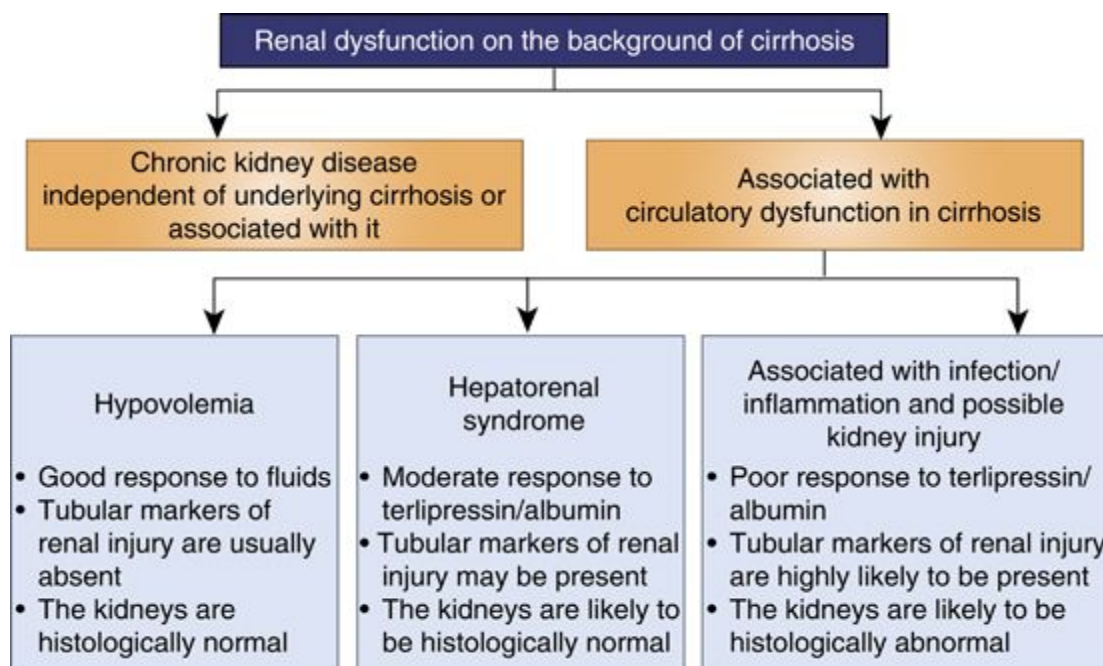 Renal dysfunction on the background of cirrhosis
Chronic kidney disease
independent of underlying cirrhosis or
associated with it
Associated with
circulatory dysfunction in cirrhosis
Hypovolemia
• Good response to fluids
• Tubular markers of
renal injury are usually
absent
• The kidneys are
histologically normal
Hepatorenal
syndrome
• Moderate response to
terlipressin/albumin
• Tubular markers of renal
injury may be present
• The kidneys are likely to
be histologically normal
Associated with infection/
inflammation and possible
kidney injury
• Poor response to terlipressin/
albumin
• Tubular markers of renal injury
are highly likely to be present
• The kidneys are likely to be
histologically abnormal